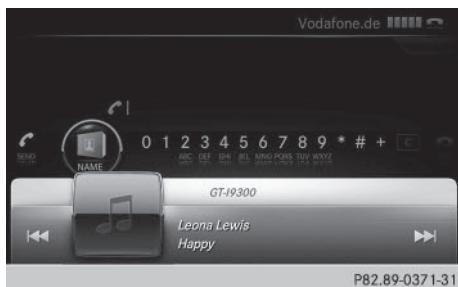 Vodafone.de
0 1 2 3 4 5 6 7 8 9 * # + C
SEND NAME ABC DEF GHI JKL MNO PQRS TUV WXYZ
GT-I9300
Leona Lewis
Happy
P82.89-0371-31